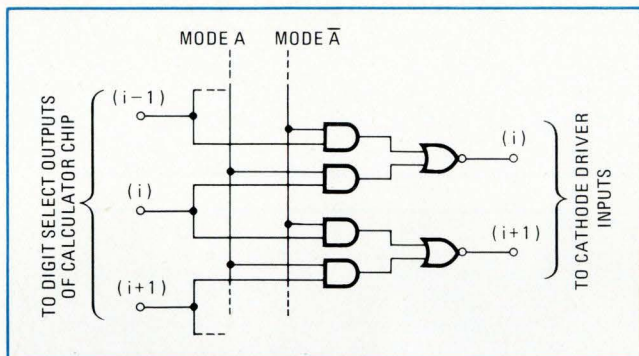 MODE A
MODE A̅
(i−1)
(i)
(i+1)
TO DIGIT SELECT OUTPUTS
OF CALCULATOR CHIP
(i)
(i+1)
TO CATHODE DRIVER
INPUTS